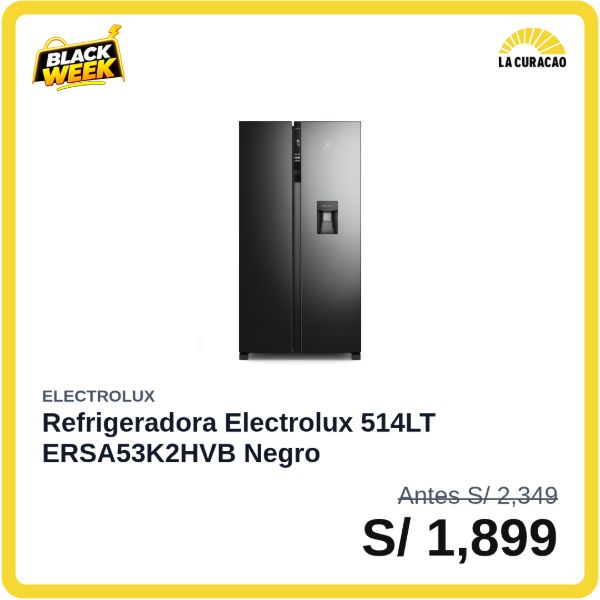 BLACK
WEEK
LA CURACAO
ELECTROLUX
Refrigeradora Electrolux 514LT
ERSA53K2HVB Negro
Antes S/ 2,349
S/ 1,899